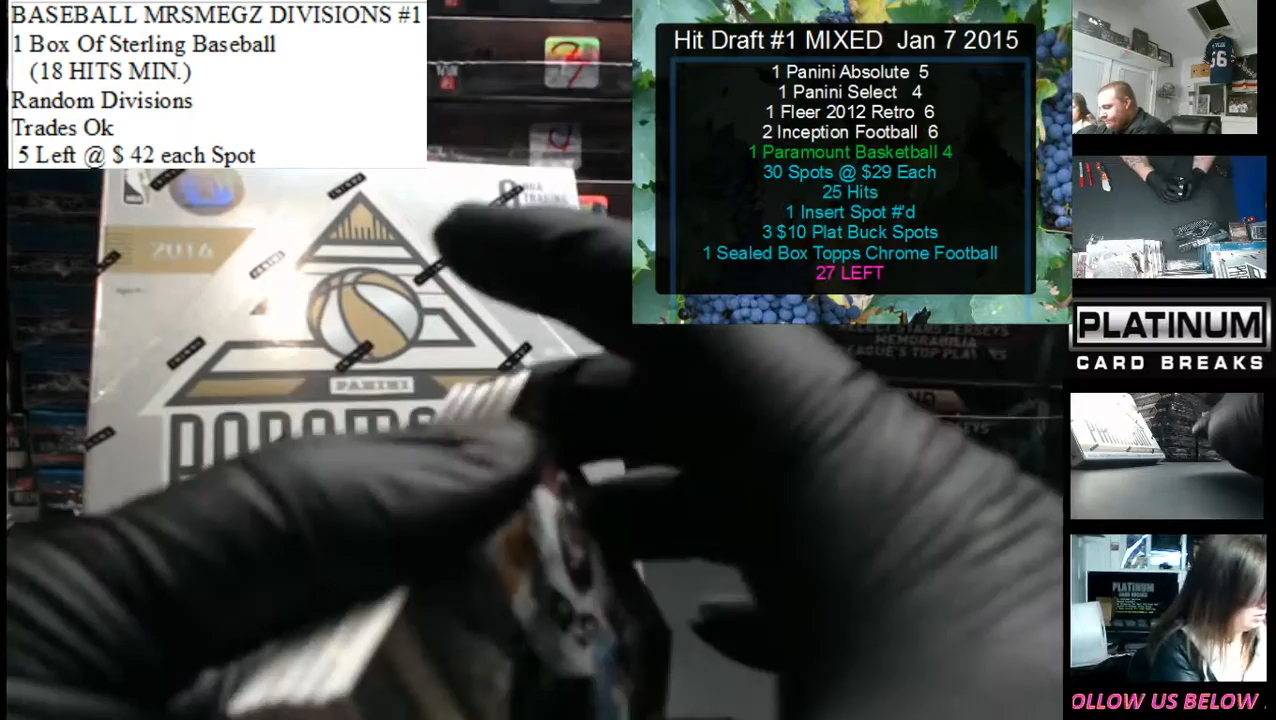 BASEBALL MRSMEGZ DIVISIONS #1
1 Box Of Sterling Baseball
(18 HITS MIN.)
Random Divisions
Trades Ok
5 Left @ $ 42 each Spot
Hit Draft #1 MIXED Jan 7 2015
1 Panini Absolute 5
1 Panini Select 4
1 Fleer 2012 Retro 6
2 Inception Football 6
1 Paramount Basketball 4
30 Spots @ $29 Each
25 Hits
1 Insert Spot #'d
3 $10 Plat Buck Spots
1 Sealed Box Topps Chrome Football
27 LEFT
PANINI
TRADING
MEMORABILIA
PLATINUM
CARD BREAKS
PLATINUM
OLLOW US BELOW